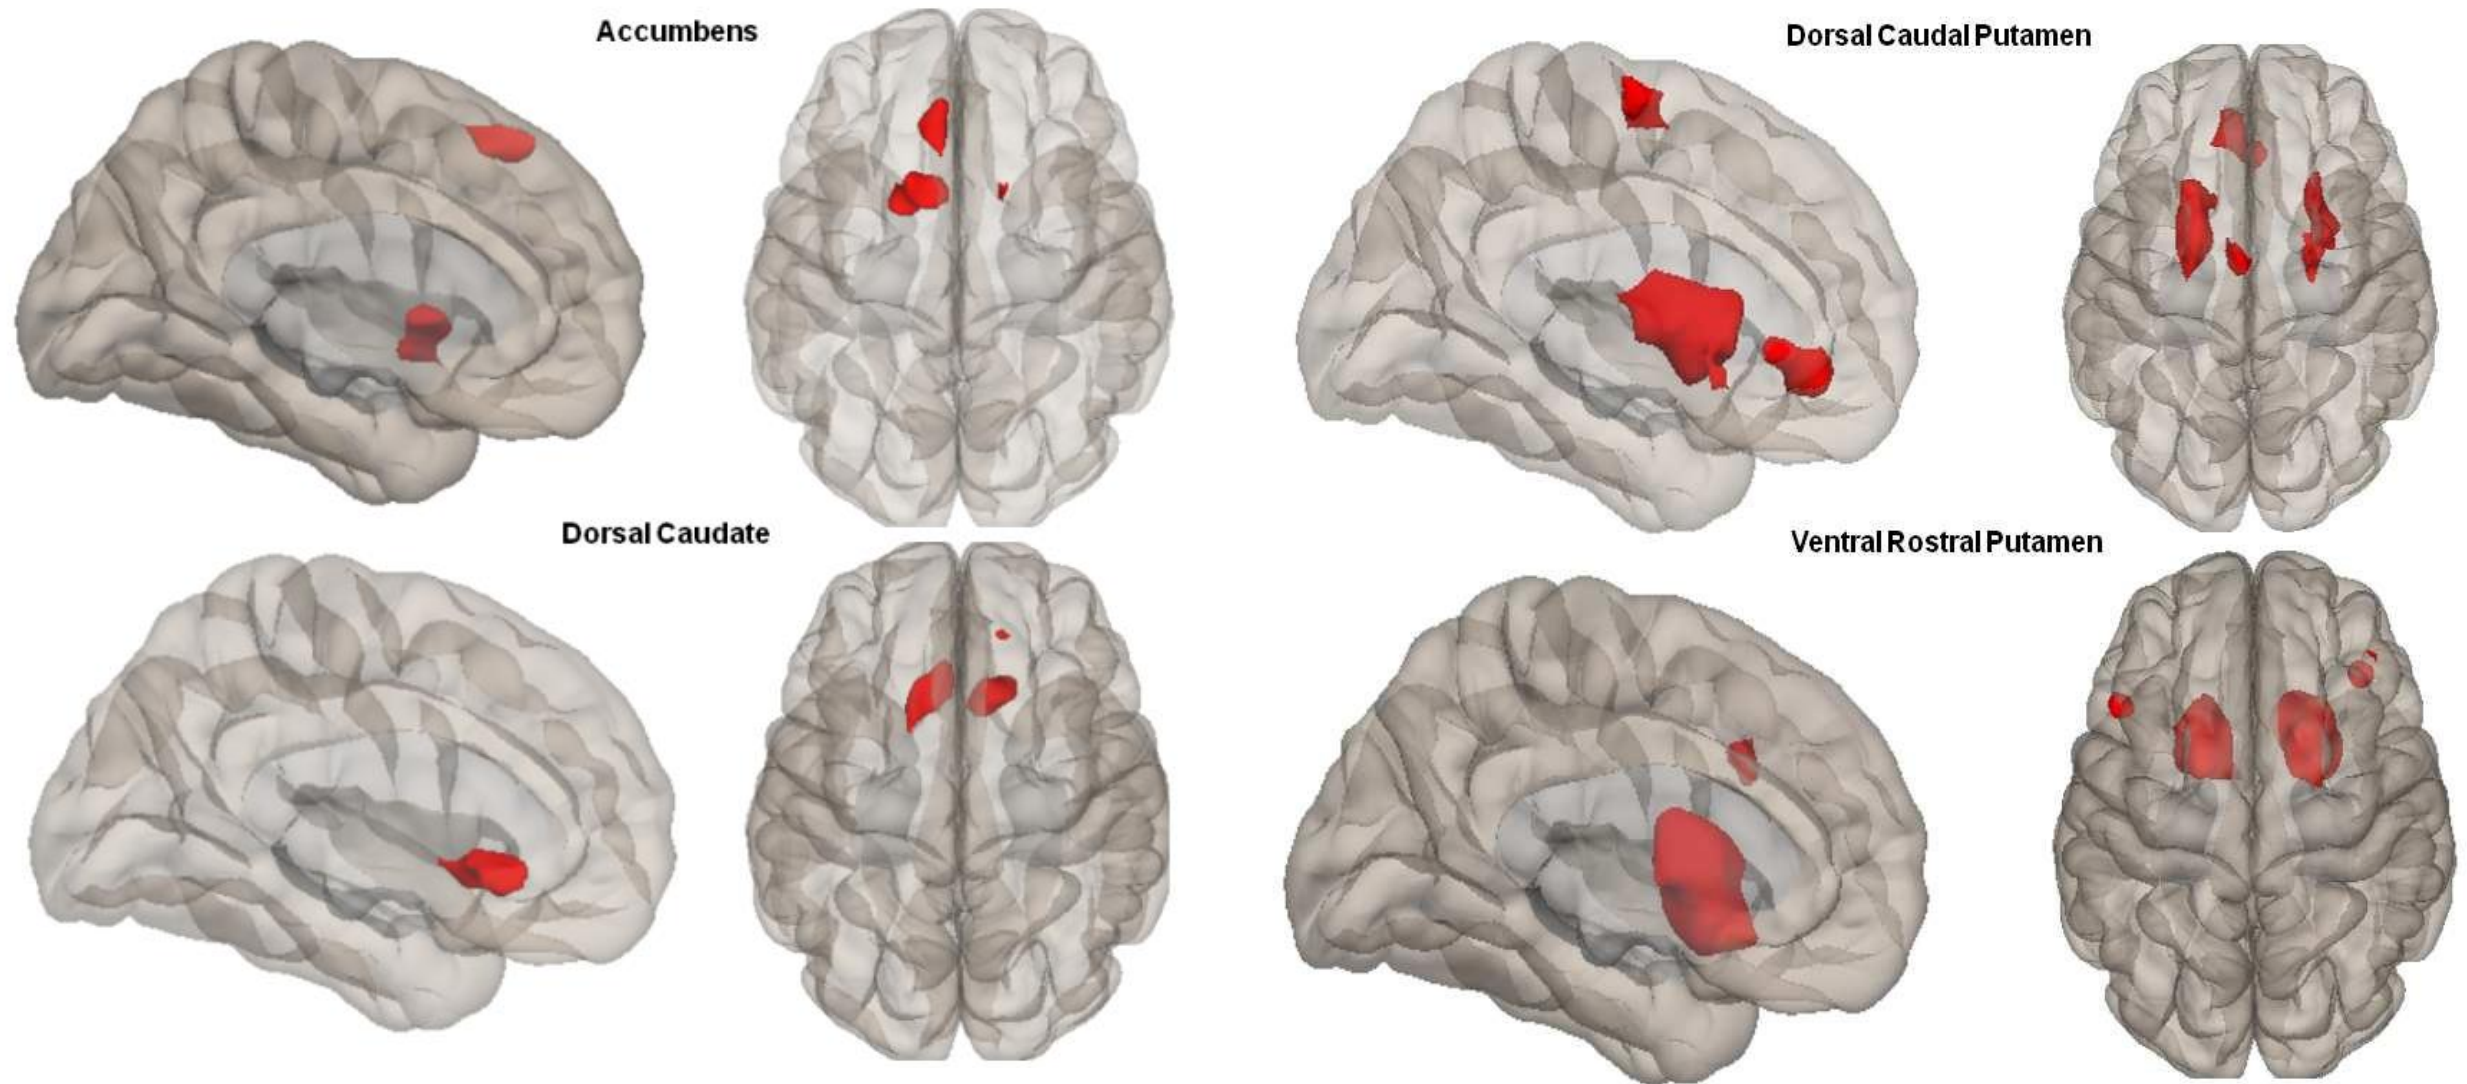 Accumbens
Dorsal Caudal Putamen
Dorsal Caudate
Ventral Rostral Putamen